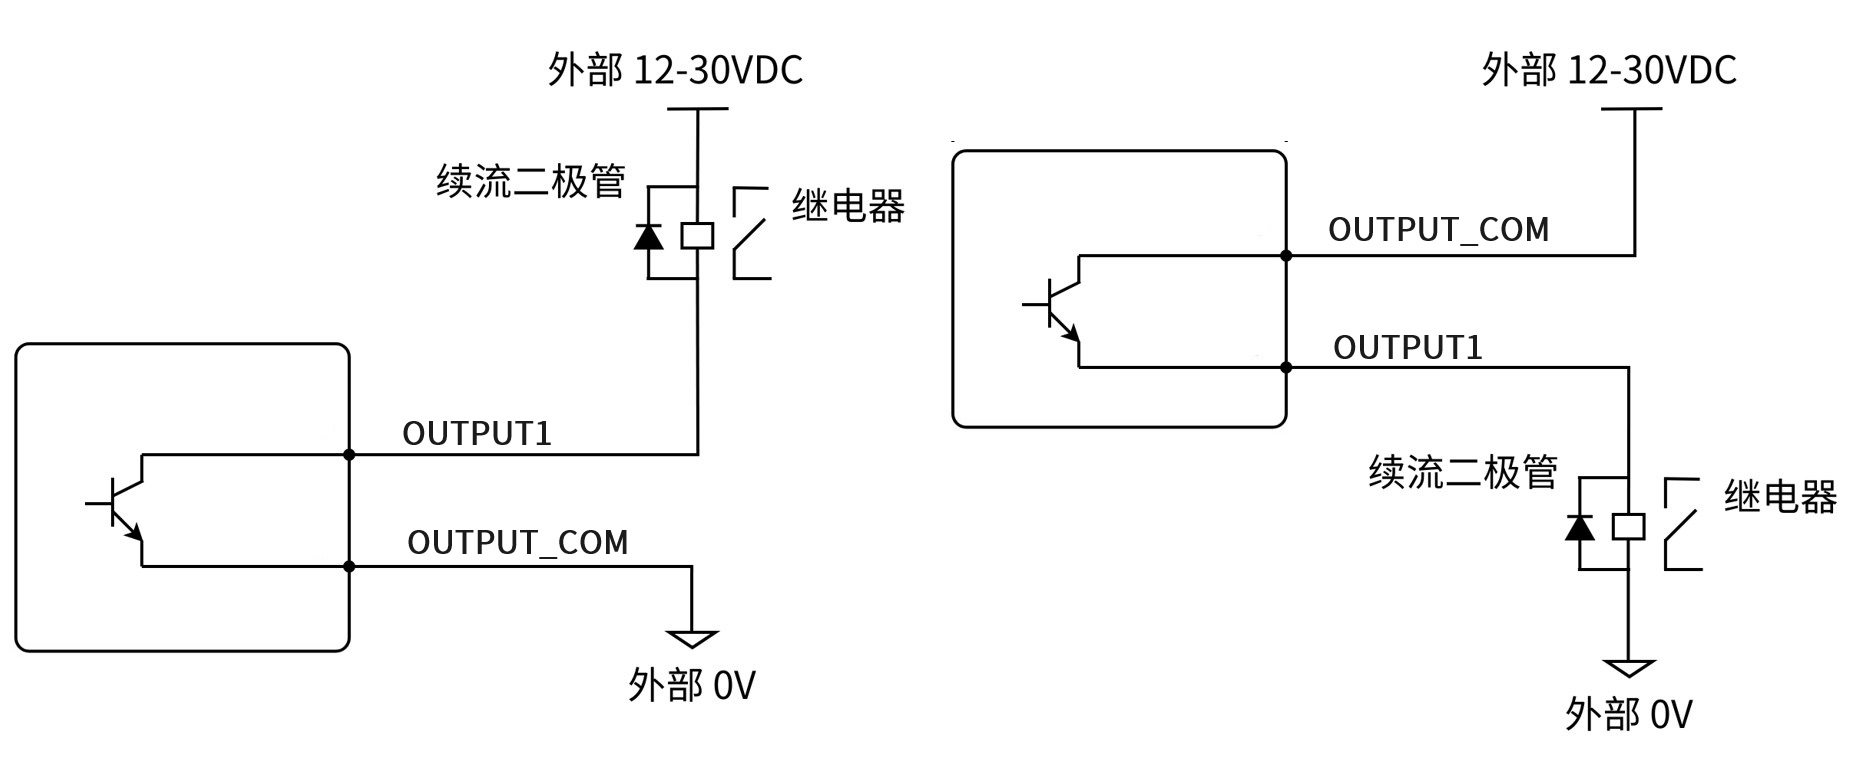 外部 12-30VDC
续流二极管
继电器
OUTPUT1
OUTPUT_COM
外部 0V
外部 12-30VDC
OUTPUT_COM
OUTPUT1
续流二极管
继电器
外部 0V